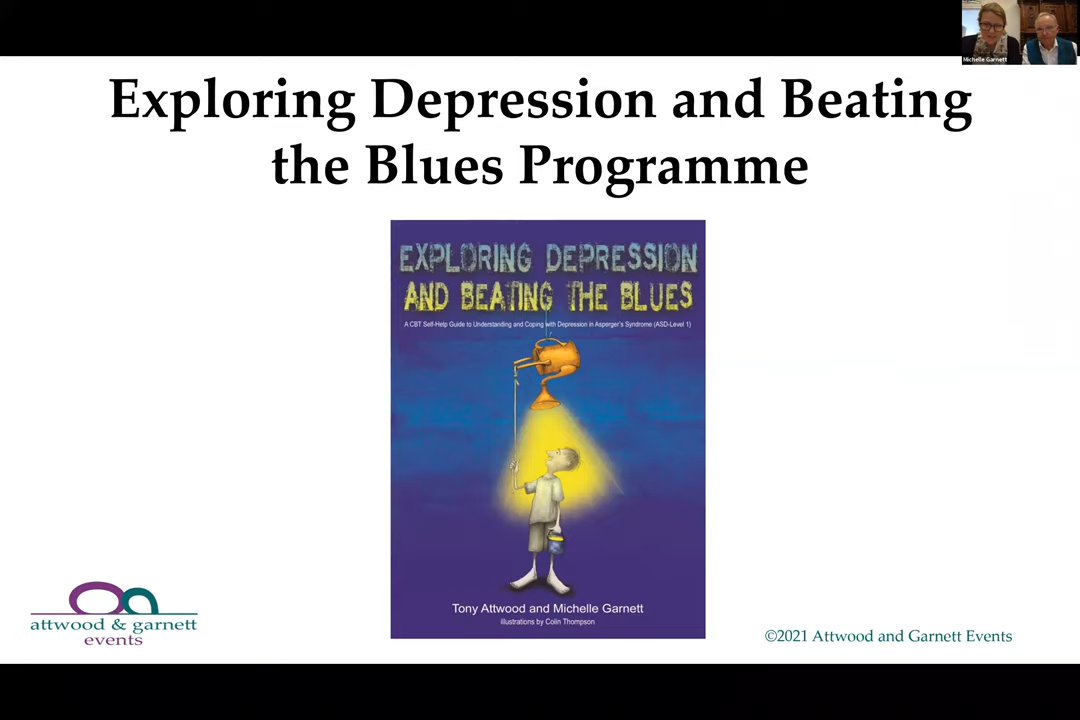 Michelle Garnett
Exploring Depression and Beating
the Blues Programme
EXPLORING DEPRESSION
AND BEATING THE BLUES
A CBT Self-Help Guide to Understanding and Coping with Depression in Asperger's Syndrome (ASD-Level 1)
Tony Attwood and Michelle Garnett
Illustrations by Colin Thompson
attwood & garnett
events
©2021 Attwood and Garnett Events